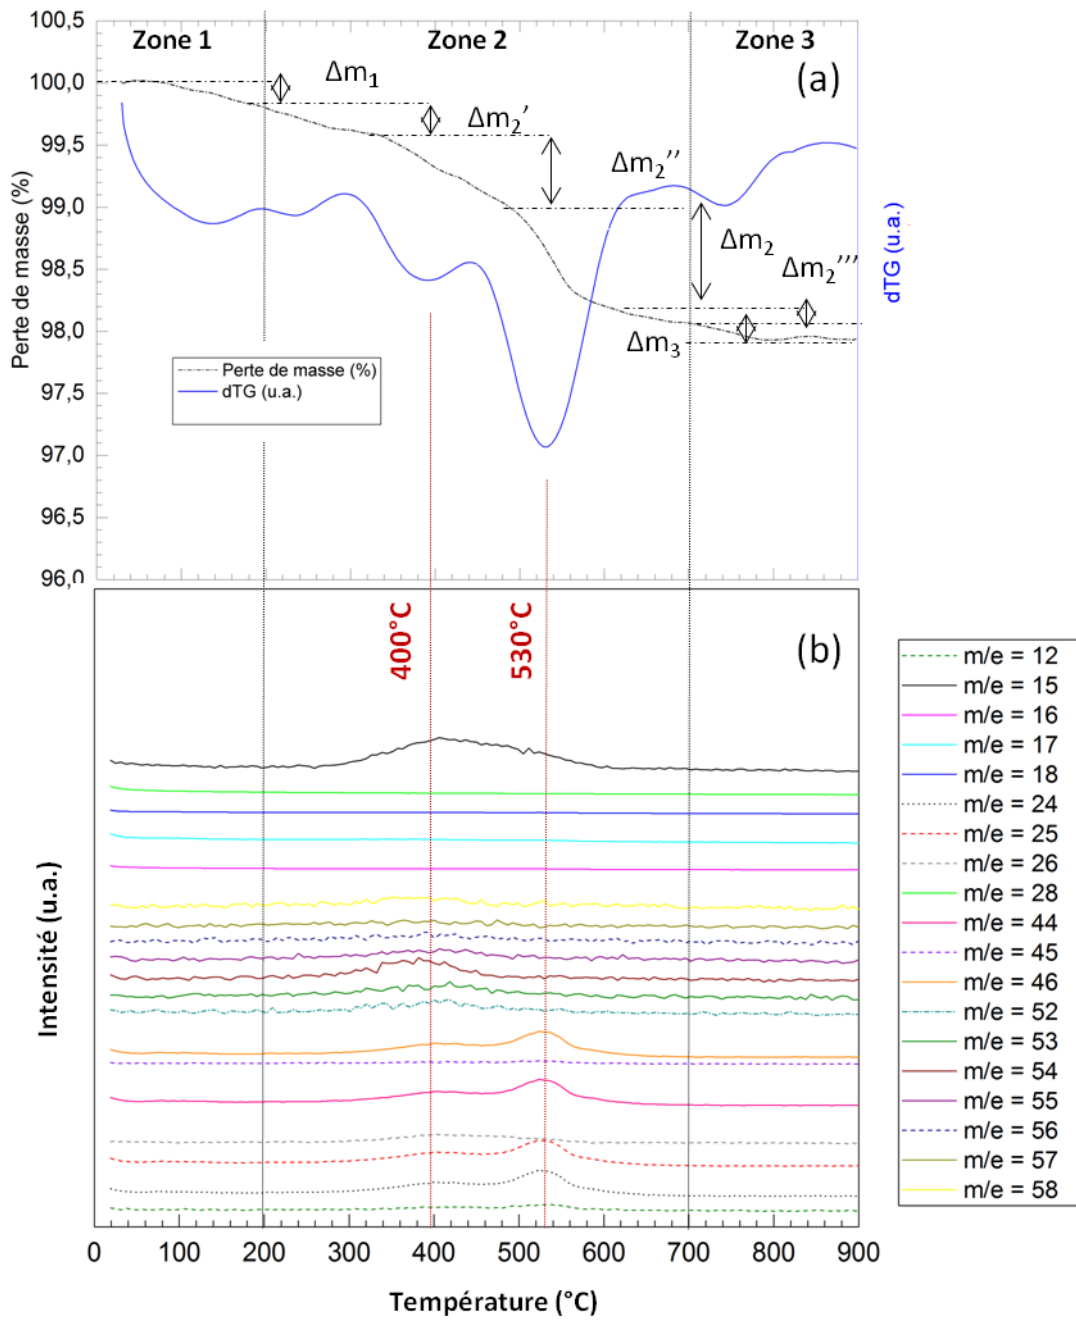 100,5
100,0
99,5
99,0
98,5
98,0
97,5
97,0
96,5
96,0
Perte de masse (%)
Zone 1
Zone 2
Zone 3
(a)
Δm1
Δm2'
Δm2''
Δm2
Δm2'''
Δm3
dTG (u.a.)
Perte de masse (%)
dTG (u.a.)
400°C
530°C
(b)
Intensité (u.a.)
m/e = 12
m/e = 15
m/e = 16
m/e = 17
m/e = 18
m/e = 24
m/e = 25
m/e = 26
m/e = 28
m/e = 44
m/e = 45
m/e = 46
m/e = 52
m/e = 53
m/e = 54
m/e = 55
m/e = 56
m/e = 57
m/e = 58
0 100 200 300 400 500 600 700 800 900
Température (°C)